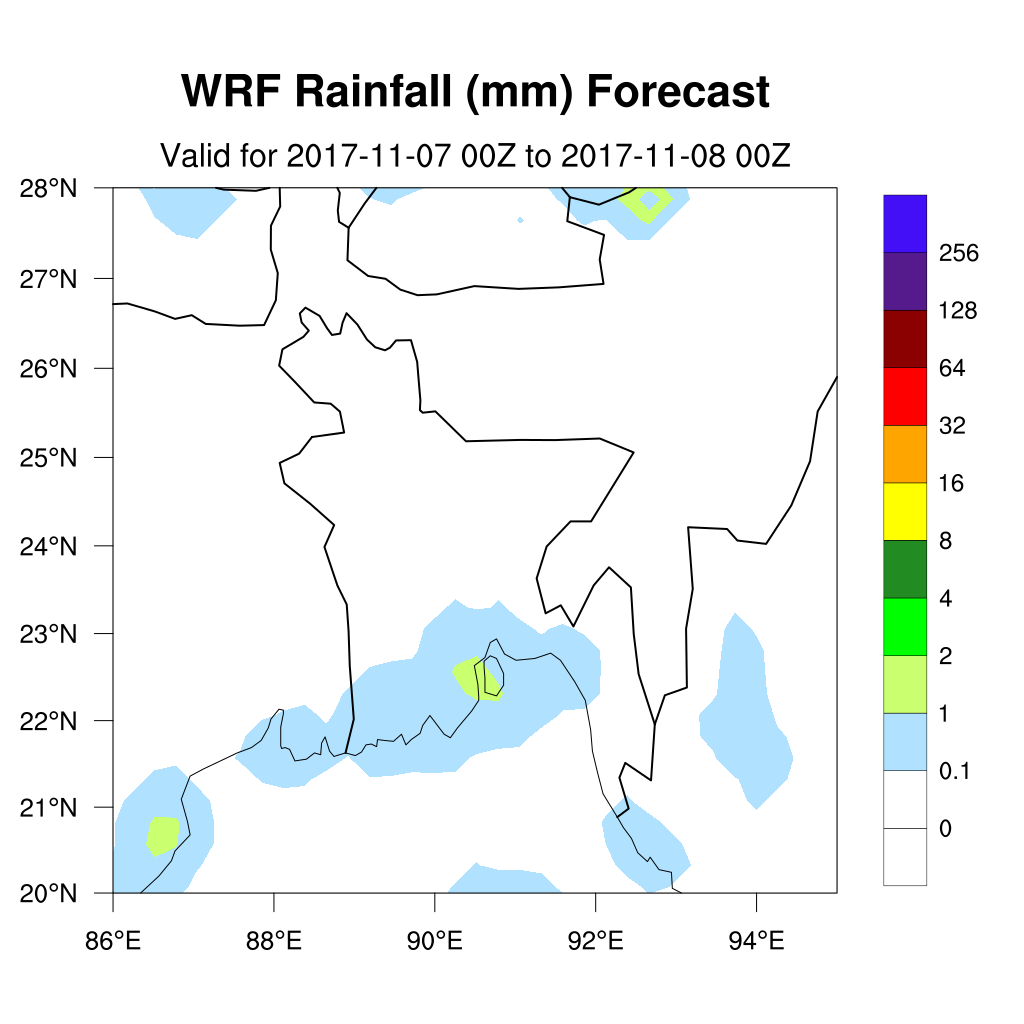 WRF Rainfall (mm) Forecast
Valid for 2017-11-07 00Z to 2017-11-08 00Z
28°N
27°N
26°N
25°N
24°N
23°N
22°N
21°N
20°N
86°E 88°E 90°E 92°E 94°E
256
128
64
32
16
8
4
2
1
0.1
0